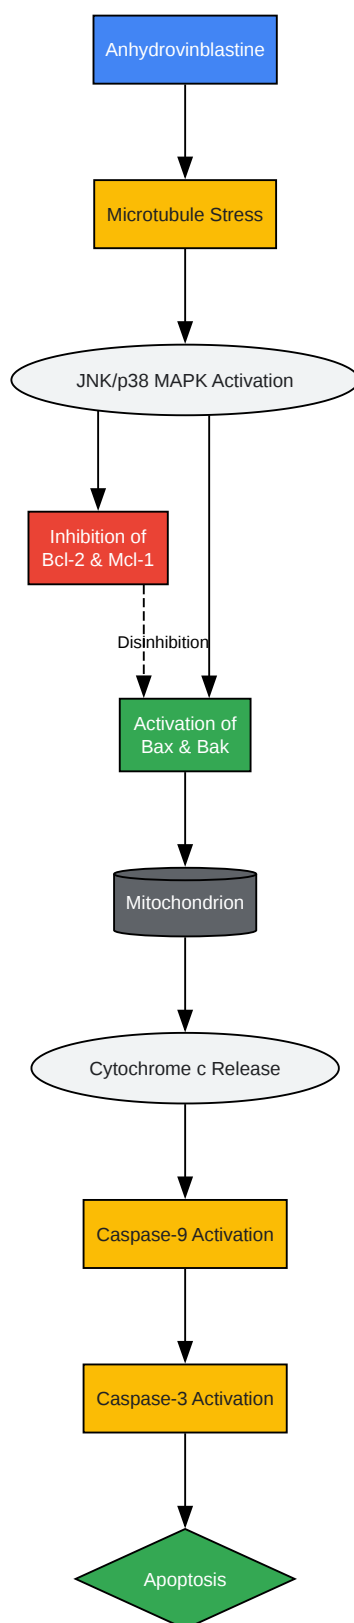 Anhydrovinblastine
Microtubule Stress
JNK/p38 MAPK Activation
Inhibition of
Bcl-2 & Mcl-1
Disinhibition
Activation of
Bax & Bak
Mitochondrion
Cytochrome c Release
Caspase-9 Activation
Caspase-3 Activation
Apoptosis